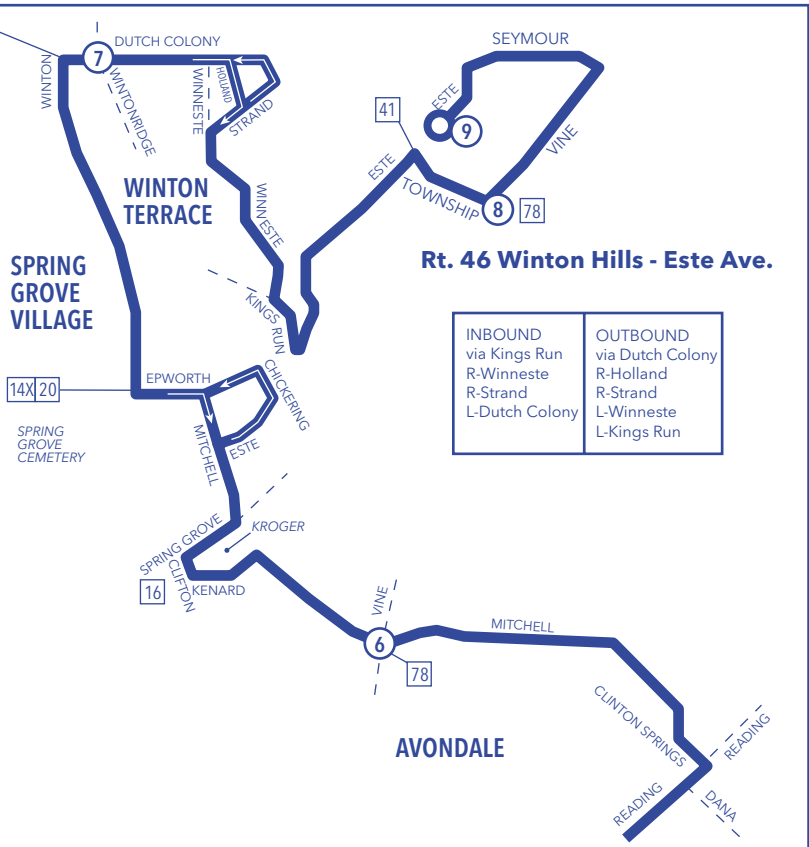 DUTCH COLONY
7
WINTON
WINTONRIDGE
WINNESTE
HOLLAND
STRAND
SEYMOUR
ESTE
9
41
VINE
ESTE
TOWNSHIP
8
78
WINTON
TERRACE
WINNESTE
SPRING
GROVE
VILLAGE
KINGS RUN
Rt. 46 Winton Hills - Este Ave.
INBOUND
via Kings Run
R-Winneste
R-Strand
L-Dutch Colony
OUTBOUND
via Dutch Colony
R-Holland
R-Strand
L-Winneste
L-Kings Run
14X 20
EPWORTH
CHICKERING
SPRING
GROVE
CEMETERY
MITCHELL
ESTE
SPRING GROVE
KROGER
16
CLIFTON
KENARD
VINE
6
78
MITCHELL
CLINTON SPRINGS
READING
AVONDALE
READING
DANA